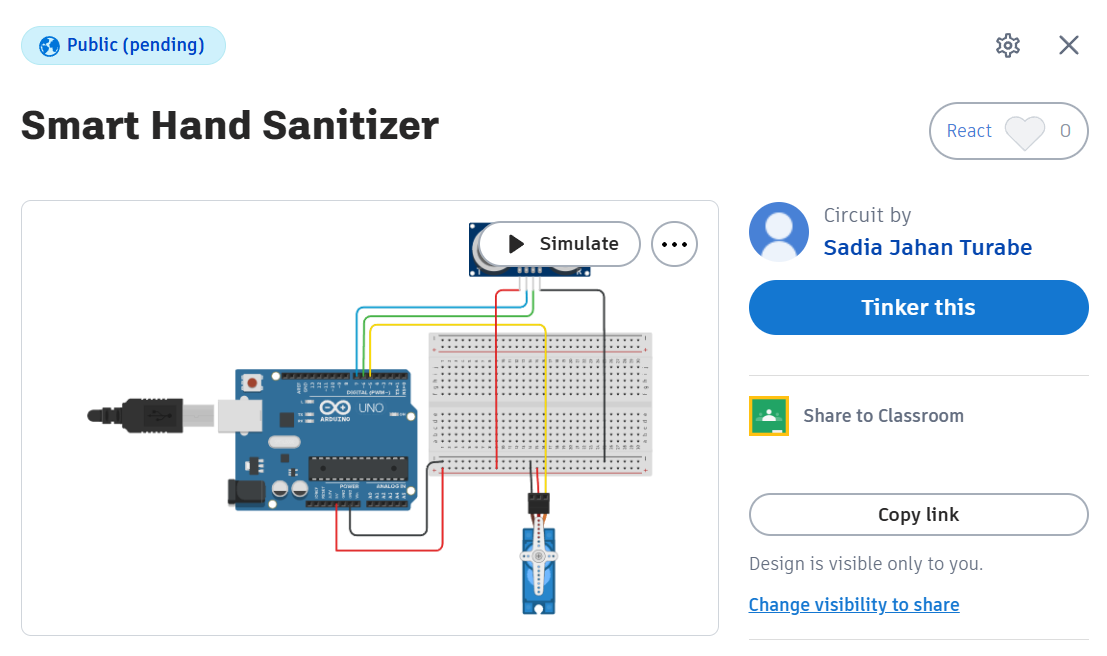 Public (pending)
Smart Hand Sanitizer
React 0
Simulate
Circuit by
Sadia Jahan Turabe
Tinker this
DIGITAL (PWM~)
UNO
ARDUINO
POWER
ANALOG IN
Share to Classroom
Copy link
Design is visible only to you.
Change visibility to share